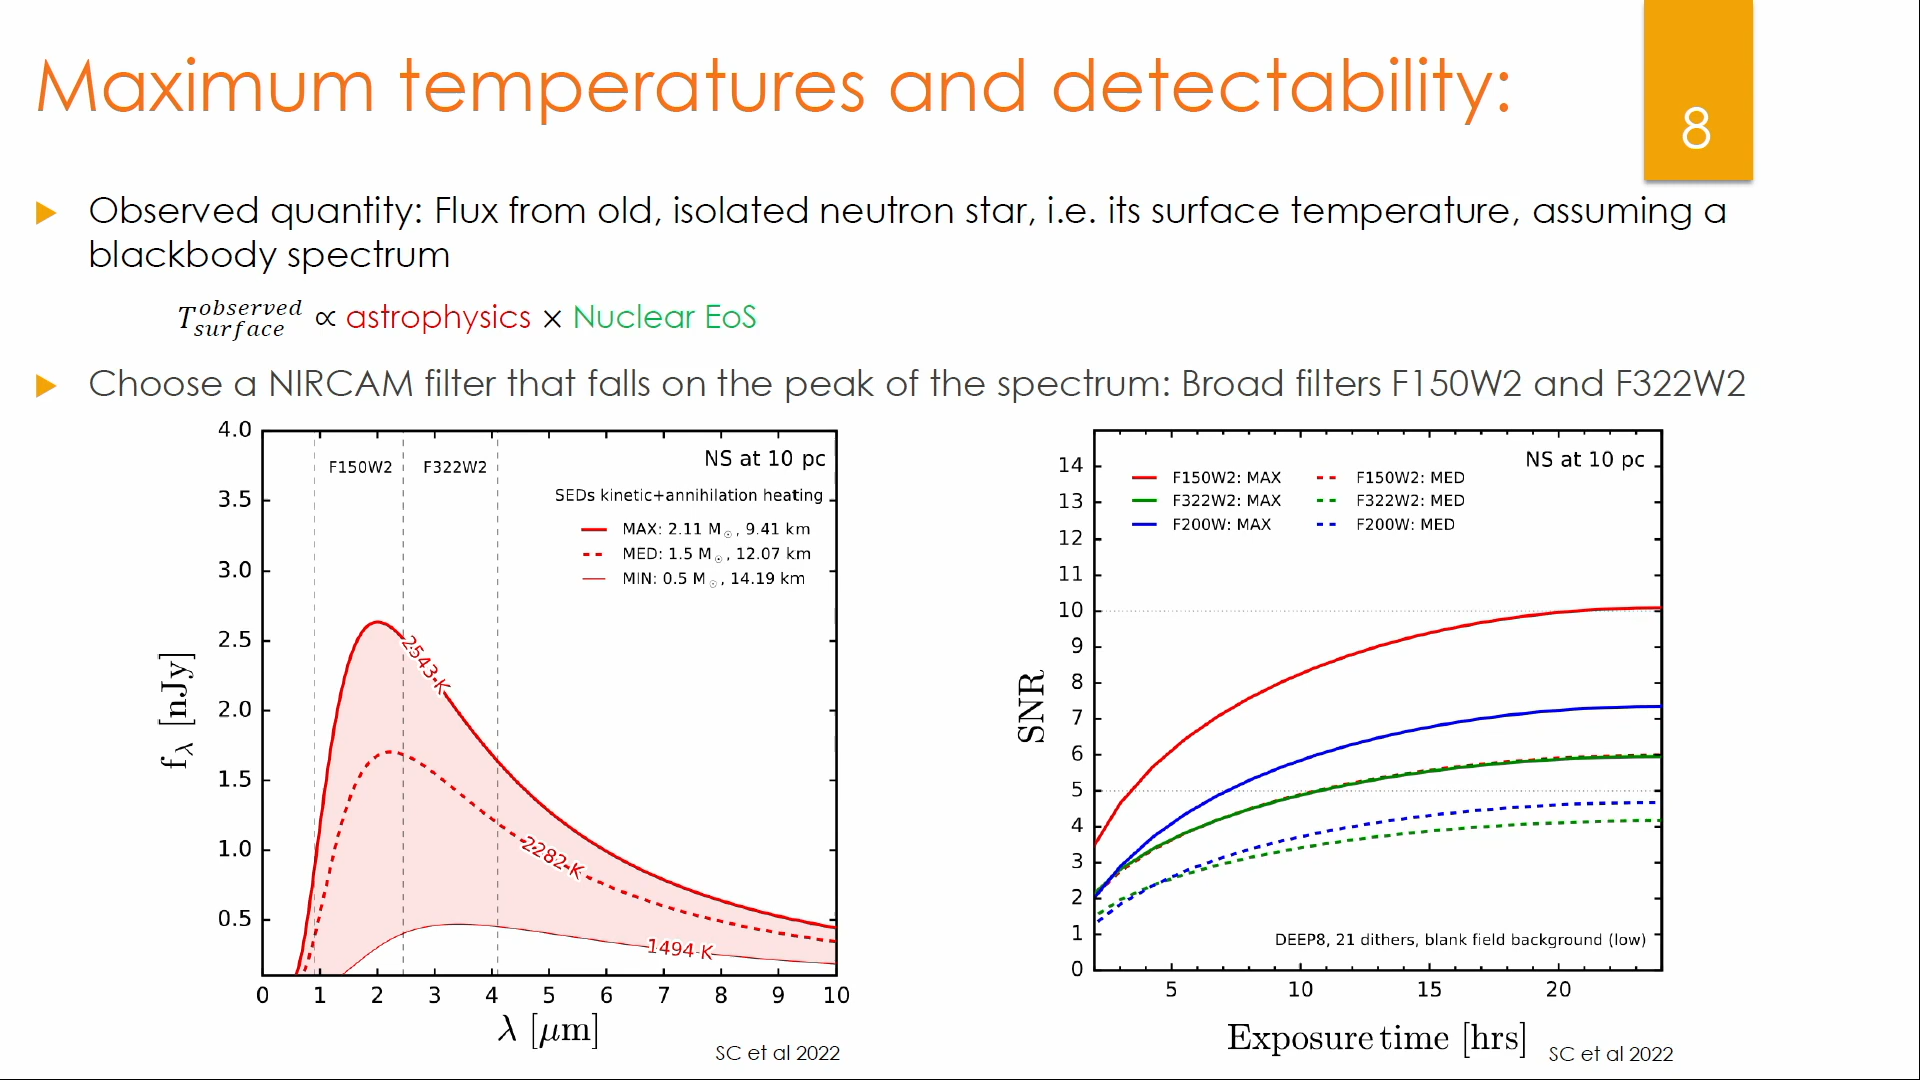 Maximum temperatures and detectability:
8
Observed quantity: Flux from old, isolated neutron star, i.e. its surface temperature, assuming a
blackbody spectrum
T_{surface}^{observed} ∝ astrophysics × Nuclear EoS
Choose a NIRCAM filter that falls on the peak of the spectrum: Broad filters F150W2 and F322W2
4.0
3.5
3.0
2.5
2.0
1.5
1.0
0.5
f_λ [nJy]
F150W2
F322W2
NS at 10 pc
SEDs kinetic+annihilation heating
MAX: 2.11 M☉, 9.41 km
MED: 1.5 M☉, 12.07 km
MIN: 0.5 M☉, 14.19 km
2543 K
2282 K
1494 K
0 1 2 3 4 5 6 7 8 9 10
λ [μm]
SC et al 2022
14
13
12
11
10
9
8
7
6
5
4
3
2
1
0
SNR
NS at 10 pc
F150W2: MAX
F322W2: MAX
F200W: MAX
F150W2: MED
F322W2: MED
F200W: MED
DEEP8, 21 dithers, blank field background (low)
5 10 15 20
Exposure time [hrs]
SC et al 2022